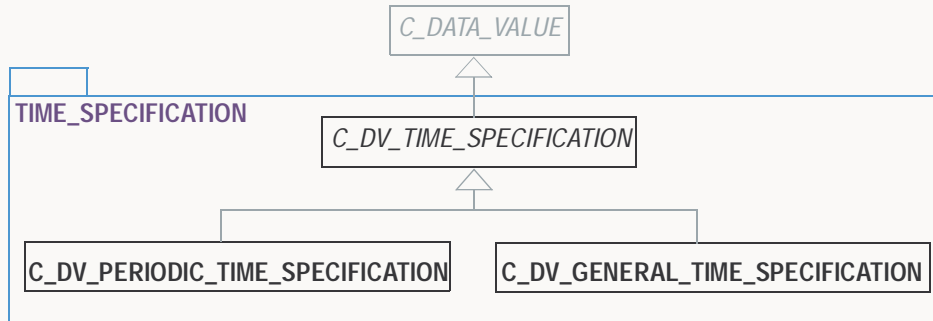 C_DATA_VALUE
TIME_SPECIFICATION
C_DV_TIME_SPECIFICATION
C_DV_PERIODIC_TIME_SPECIFICATION
C_DV_GENERAL_TIME_SPECIFICATION